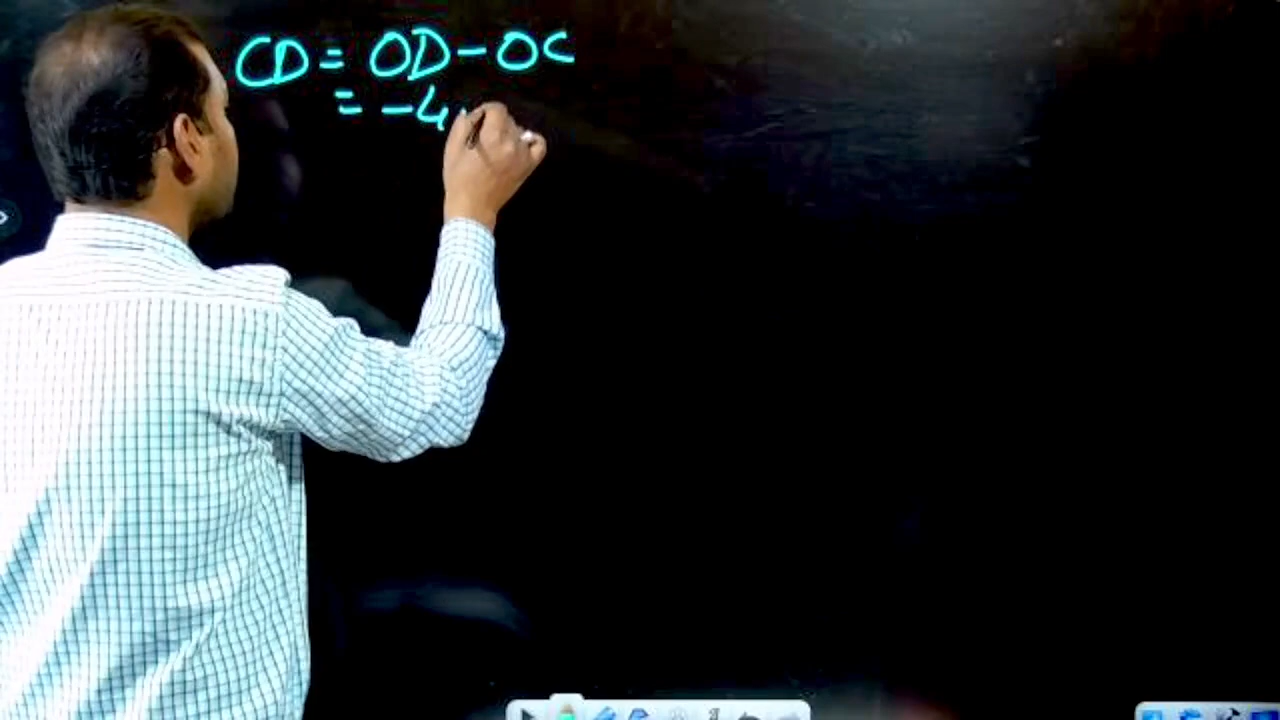 CD = OD - OC
= -4